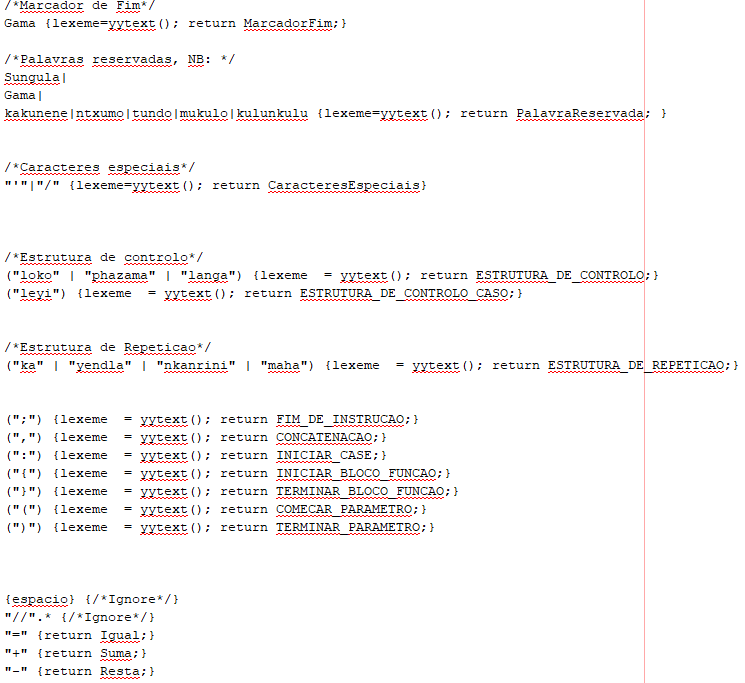 /*Marcador de Fim*/
Gama {lexeme=yytext(); return MarcadorFim;}
/*Palavras reservadas, NB: */
Sungula|
Gama|
kakunene|ntxumo|tundo|mukulo|kulunkulu {lexeme=yytext(); return PalavraReservada; }
/*Caracteres especiais*/
"'"|"/" {lexeme=yytext(); return CaracteresEspeciais}
/*Estrutura de controlo*/
("loko" | "phazama" | "langa") {lexeme  = yytext(); return ESTRUTURA_DE_CONTROLO;}
("leyi") {lexeme  = yytext(); return ESTRUTURA_DE_CONTROLO_CASO;}
/*Estrutura de Repeticao*/
("ka" | "yendla" | "nkanrini" | "maha") {lexeme  = yytext(); return ESTRUTURA_DE_REPETICAO;}
(";") {lexeme  = yytext(); return FIM_DE_INSTRUCAO;}
(",") {lexeme  = yytext(); return CONCATENACAO;}
(":") {lexeme  = yytext(); return INICIAR_CASE;}
("{") {lexeme  = yytext(); return INICIAR_BLOCO_FUNCAO;}
("}") {lexeme  = yytext(); return TERMINAR_BLOCO_FUNCAO;}
("(") {lexeme  = yytext(); return COMECAR_PARAMETRO;}
(")") {lexeme  = yytext(); return TERMINAR_PARAMETRO;}
{espacio} {/*Ignore*/}
"//".* {/*Ignore*/}
"=" {return Igual;}
"+" {return Suma;}
"-" {return Resta;}